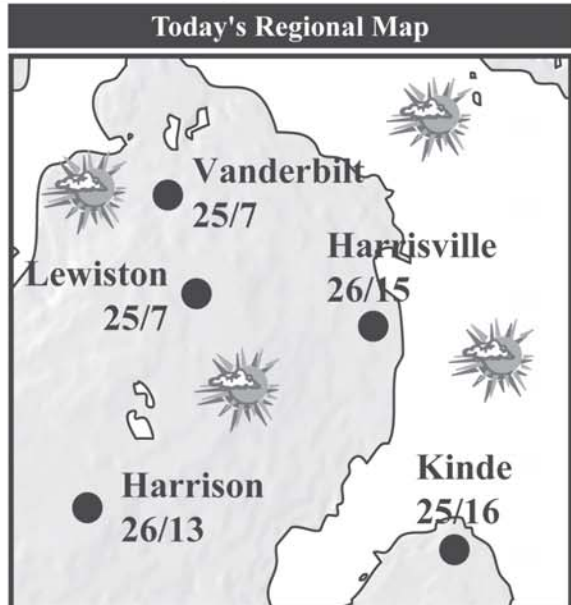 Today's Regional Map
Vanderbilt
25/7
Harrisville
26/15
Lewiston
25/7
Kinde
25/16
Harrison
26/13